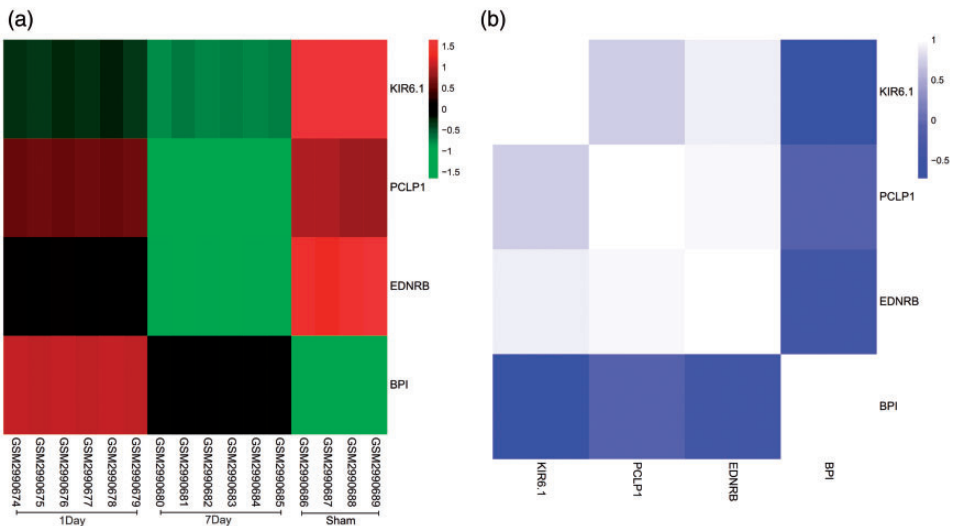 (a)
1.5
1
0.5
0
−0.5
−1
−1.5
KIR6.1
PCLP1
EDNRB
BPI
GSM2990674
GSM2990675
GSM2990676
GSM2990677
GSM2990678
GSM2990679
GSM2990680
GSM2990681
GSM2990682
GSM2990683
GSM2990684
GSM2990685
GSM2990686
GSM2990687
GSM2990688
GSM2990689
1Day
7Day
Sham
(b)
1
0.5
0
−0.5
KIR6.1
PCLP1
EDNRB
BPI
KIR6.1
PCLP1
EDNRB
BPI